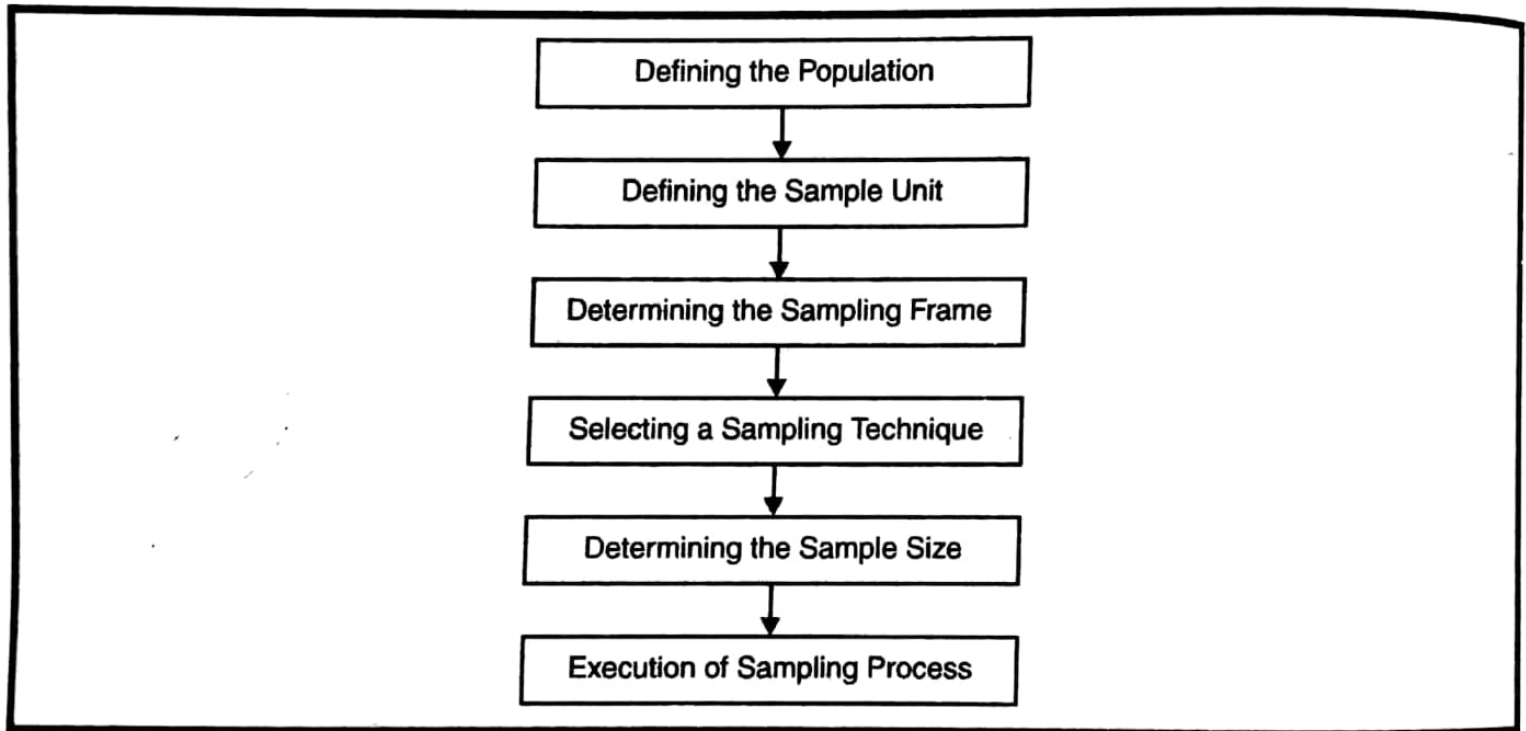 Defining the Population
Defining the Sample Unit
Determining the Sampling Frame
Selecting a Sampling Technique
Determining the Sample Size
Execution of Sampling Process